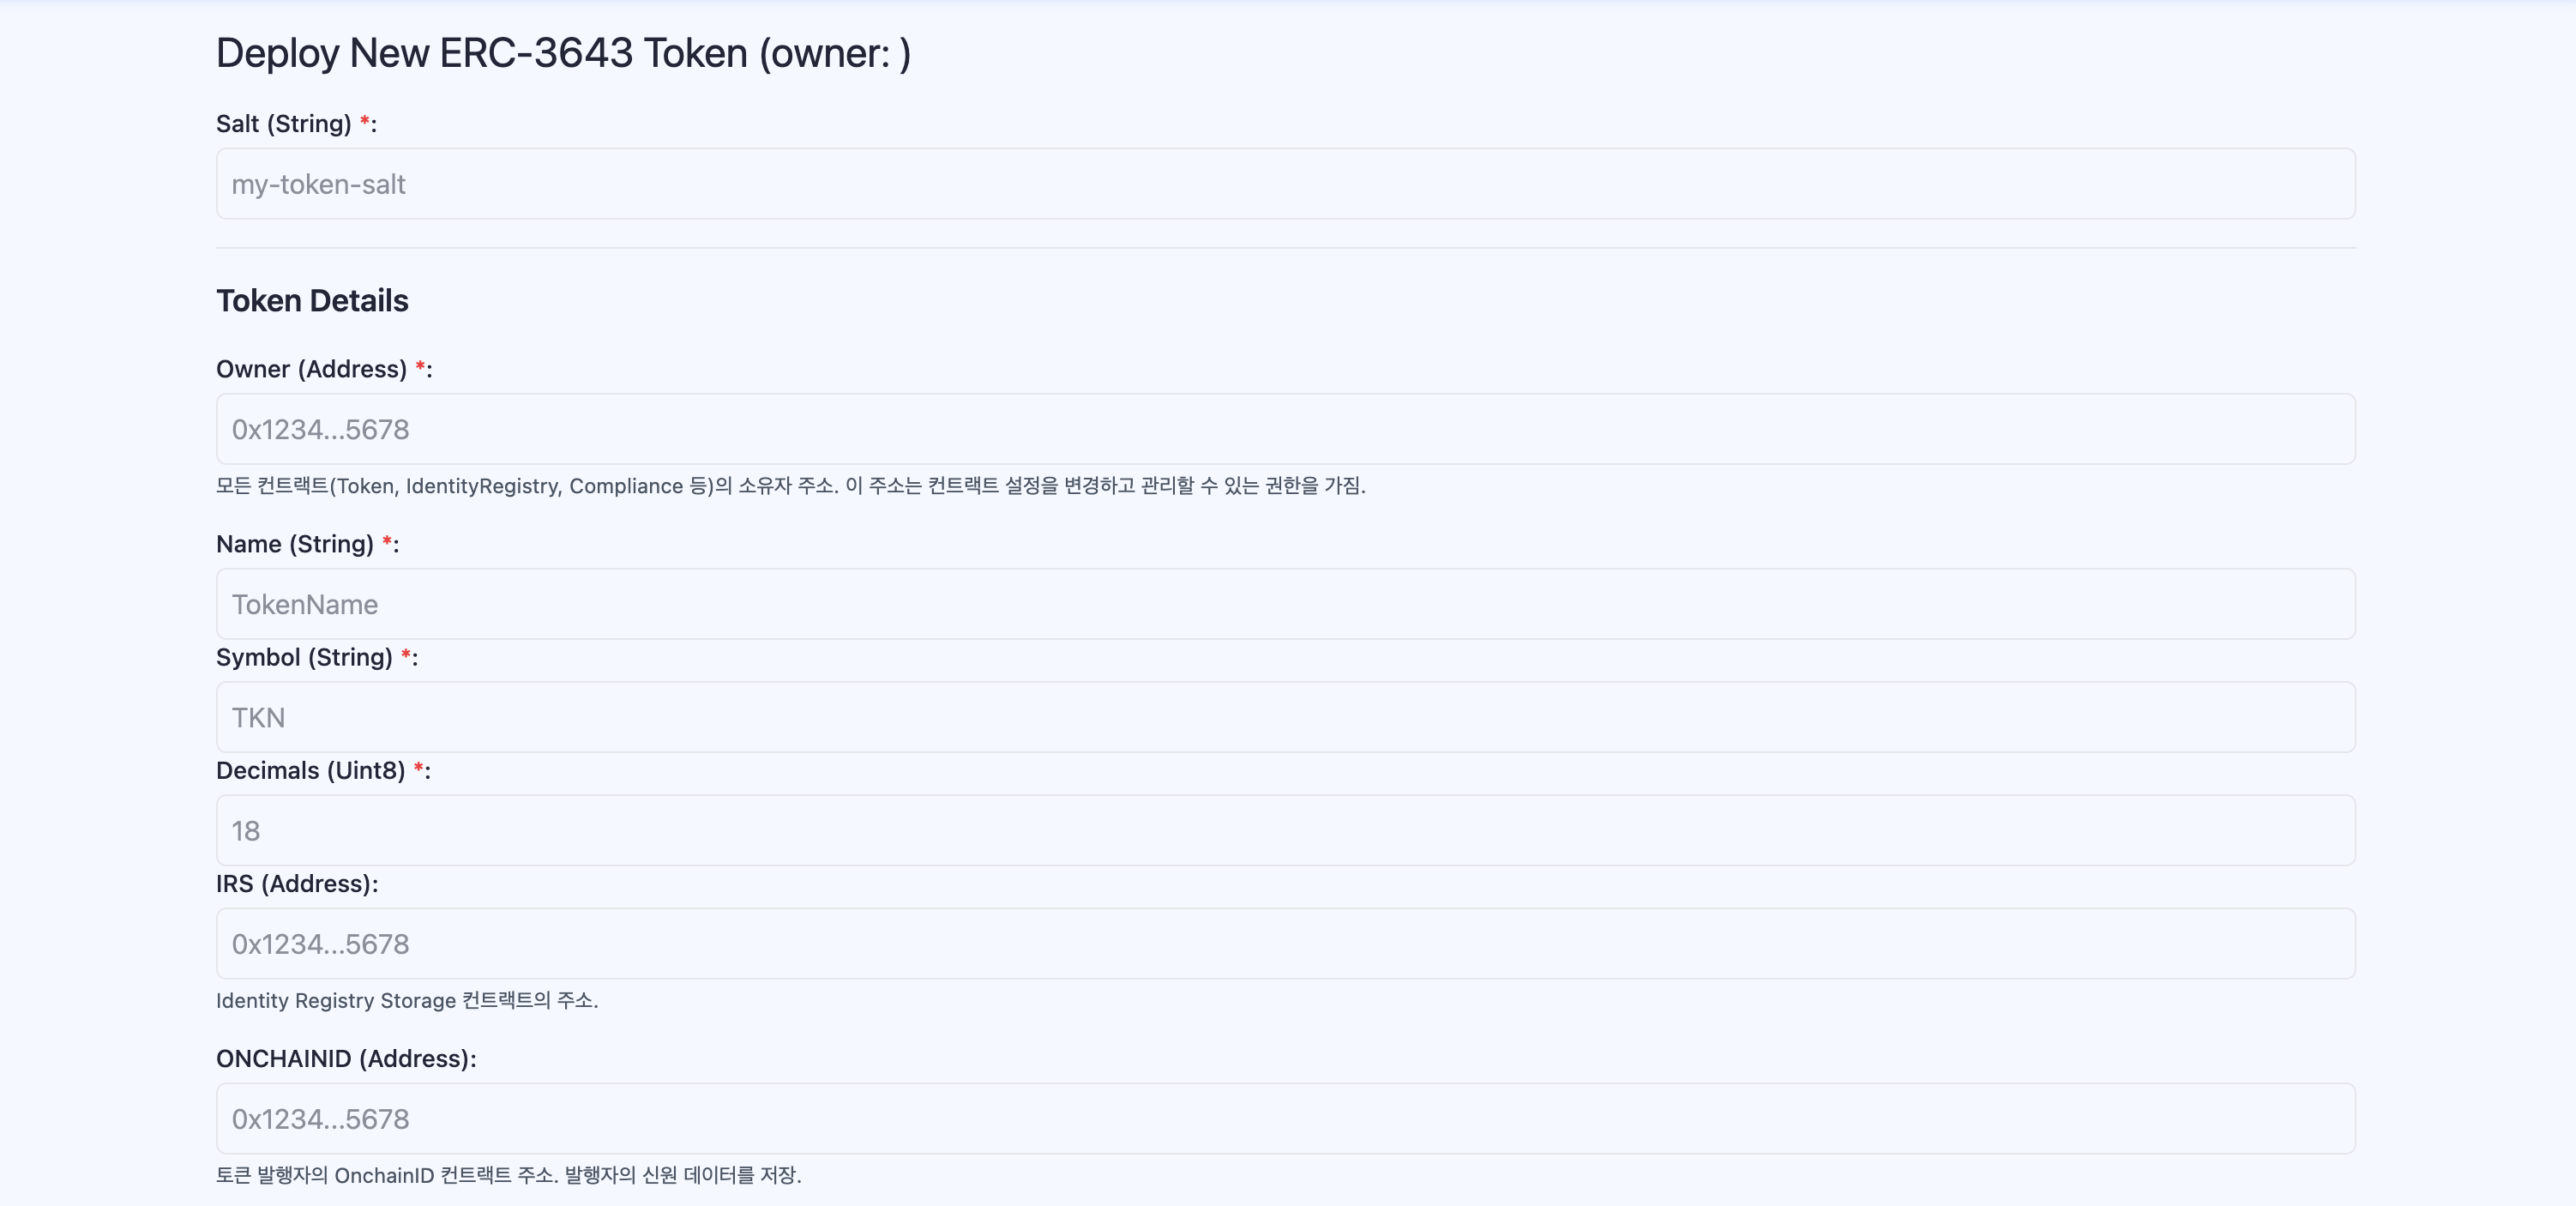 Deploy New ERC-3643 Token (owner: )
Salt (String) *:
my-token-salt
Token Details
Owner (Address) *:
0x1234...5678
모든 컨트랙트(Token, IdentityRegistry, Compliance 등)의 소유자 주소. 이 주소는 컨트랙트 설정을 변경하고 관리할 수 있는 권한을 가짐.
Name (String) *:
TokenName
Symbol (String) *:
TKN
Decimals (Uint8) *:
18
IRS (Address):
0x1234...5678
Identity Registry Storage 컨트랙트의 주소.
ONCHAINID (Address):
0x1234...5678
토큰 발행자의 OnchainID 컨트랙트 주소. 발행자의 신원 데이터를 저장.